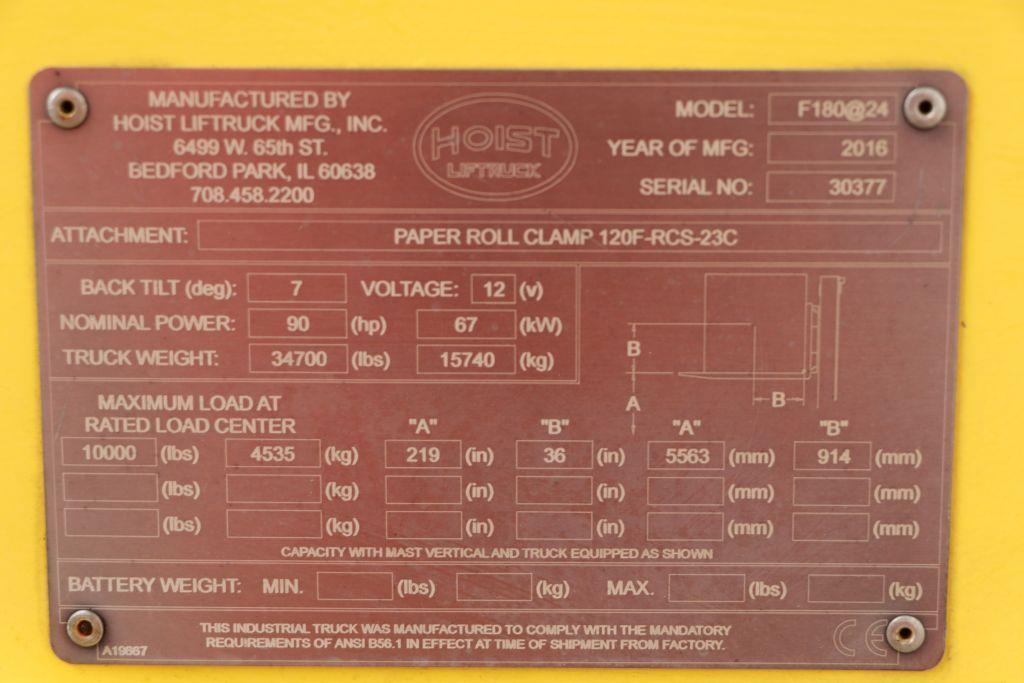 MANUFACTURED BY
HOIST LIFTRUCK MFG., INC.
6499 W. 65th ST.
BEDFORD PARK, IL 60638
708.458.2200
HOIST
LIFTRUCK
MODEL: F180@24
YEAR OF MFG: 2016
SERIAL NO: 30377
ATTACHMENT: PAPER ROLL CLAMP 120F-RCS-23C
BACK TILT (deg): 7 VOLTAGE: 12 (v)
NOMINAL POWER: 90 (hp) 67 (kW)
TRUCK WEIGHT: 34700 (lbs) 15740 (kg)
B
B
A
MAXIMUM LOAD AT
RATED LOAD CENTER "A" "B" "A" "B"
10000 (lbs) 4535 (kg) 219 (in) 36 (in) 5563 (mm) 914 (mm)
(lbs) (kg) (in) (in) (mm) (mm)
(lbs) (kg) (in) (in) (mm) (mm)
CAPACITY WITH MAST VERTICAL AND TRUCK EQUIPPED AS SHOWN
BATTERY WEIGHT: MIN. (lbs) (kg) MAX. (lbs) (kg)
THIS INDUSTRIAL TRUCK WAS MANUFACTURED TO COMPLY WITH THE MANDATORY
REQUIREMENTS OF ANSI B56.1 IN EFFECT AT TIME OF SHIPMENT FROM FACTORY.
A19667
CE